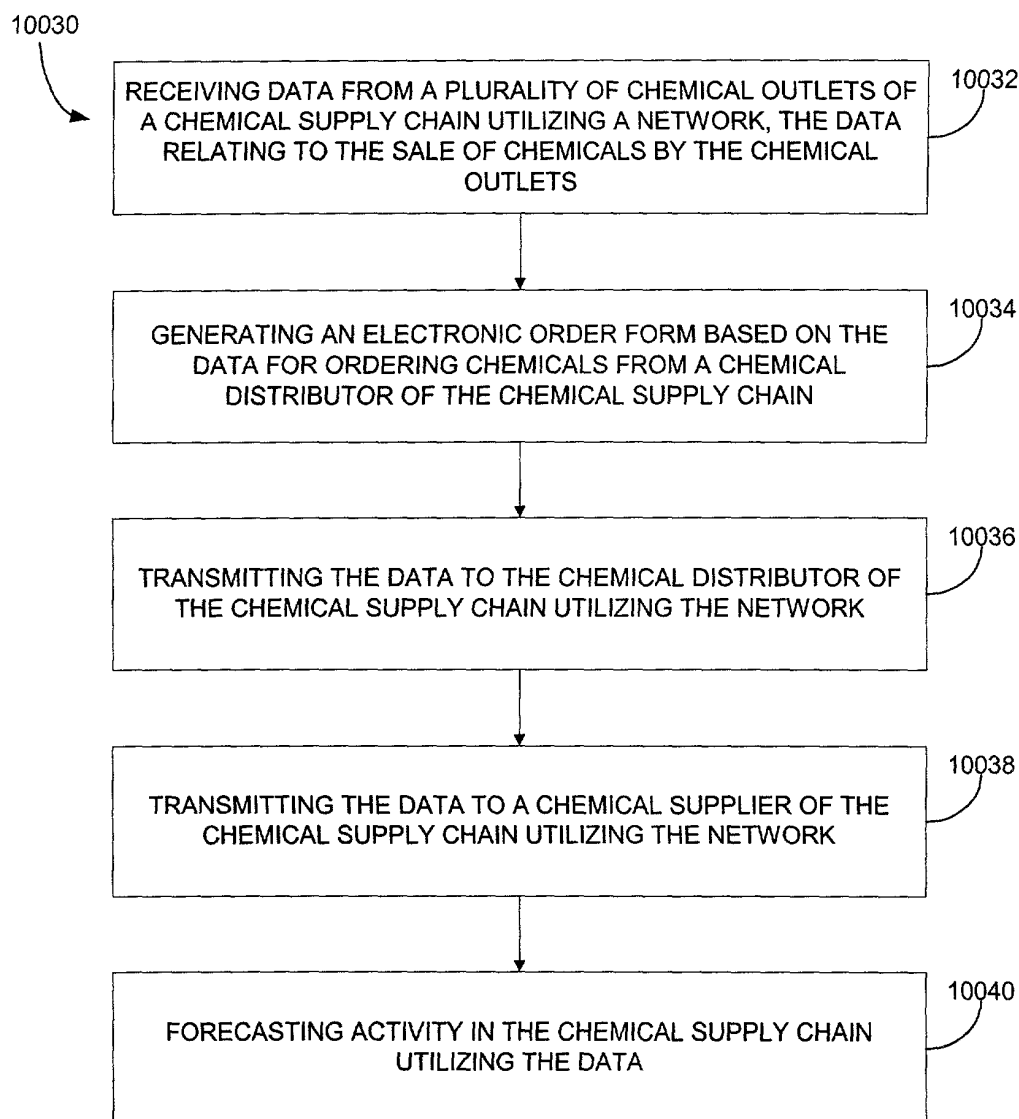 10030
RECEIVING DATA FROM A PLURALITY OF CHEMICAL OUTLETS OF
A CHEMICAL SUPPLY CHAIN UTILIZING A NETWORK, THE DATA
RELATING TO THE SALE OF CHEMICALS BY THE CHEMICAL
OUTLETS
10032
GENERATING AN ELECTRONIC ORDER FORM BASED ON THE
DATA FOR ORDERING CHEMICALS FROM A CHEMICAL
DISTRIBUTOR OF THE CHEMICAL SUPPLY CHAIN
10034
TRANSMITTING THE DATA TO THE CHEMICAL DISTRIBUTOR OF
THE CHEMICAL SUPPLY CHAIN UTILIZING THE NETWORK
10036
TRANSMITTING THE DATA TO A CHEMICAL SUPPLIER OF THE
CHEMICAL SUPPLY CHAIN UTILIZING THE NETWORK
10038
FORECASTING ACTIVITY IN THE CHEMICAL SUPPLY CHAIN
UTILIZING THE DATA
10040